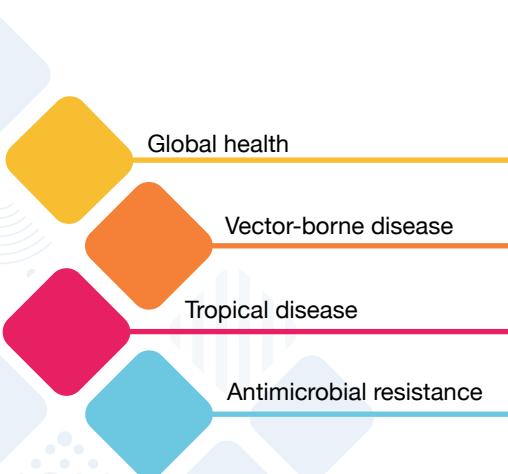 Global health
Vector-borne disease
Tropical disease
Antimicrobial resistance